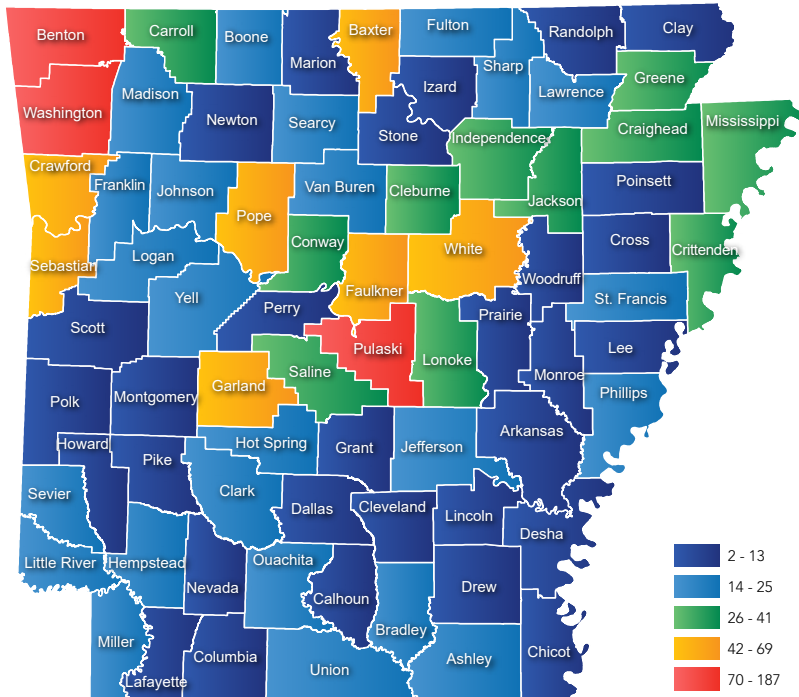 Benton
Carroll
Boone
Marion
Baxter
Fulton
Randolph
Clay
Sharp
Izard
Lawrence
Greene
Madison
Washington
Newton
Searcy
Stone
Independence
Craighead
Mississippi
Crawford
Franklin
Johnson
Pope
Van Buren
Cleburne
Jackson
Poinsett
Sebastian
Logan
Conway
White
Woodruff
Cross
Crittenden
Yell
Faulkner
St. Francis
Scott
Perry
Pulaski
Prairie
Lee
Lonoke
Monroe
Garland
Saline
Phillips
Polk
Montgomery
Arkansas
Howard
Pike
Hot Spring
Grant
Jefferson
Sevier
Clark
Dallas
Cleveland
Lincoln
Desha
Little River
Hempstead
Nevada
Ouachita
Calhoun
Drew
Bradley
Miller
Lafayette
Columbia
Union
Ashley
Chicot
2 - 13
14 - 25
26 - 41
42 - 69
70 - 187